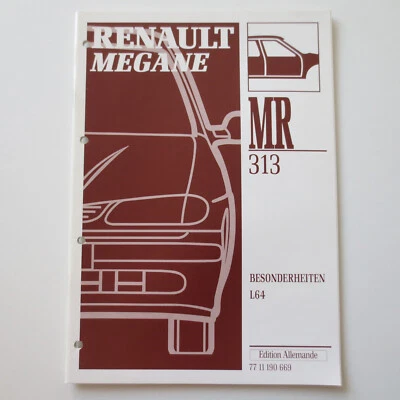 RENAULT
MEGANE
MR
313
BESONDERHEITEN
L64
Edition Allemande
77 11 190 669